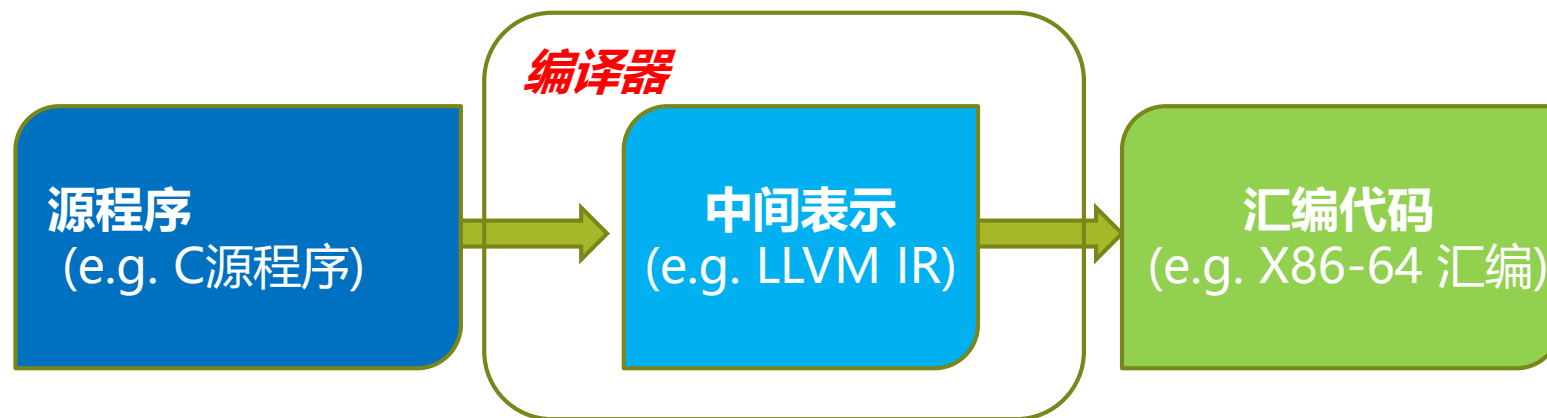 编译器
源程序
(e.g. C源程序)
中间表示
(e.g. LLVM IR)
汇编代码
(e.g. X86-64 汇编)